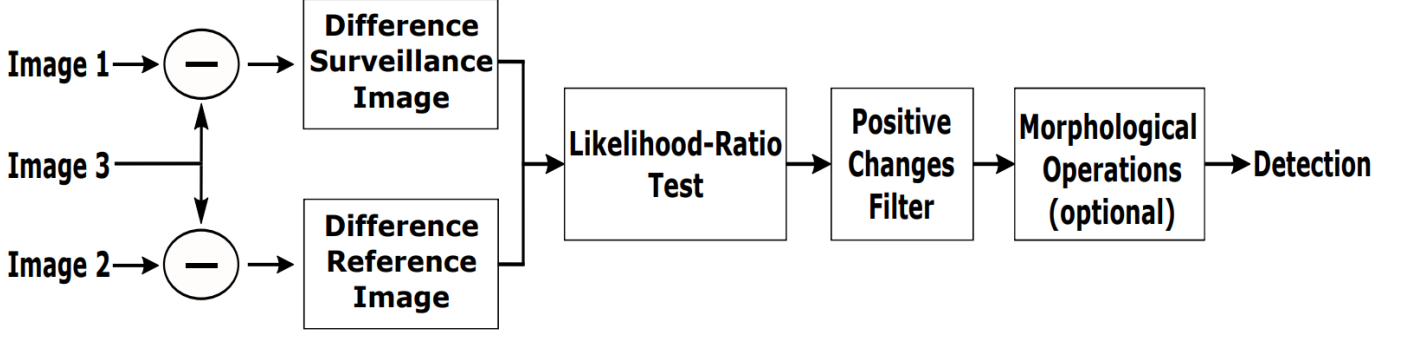 Image 1
Difference
Surveillance
Image
Image 3
Image 2
Difference
Reference
Image
Likelihood-Ratio
Test
Positive
Changes
Filter
Morphological
Operations
(optional)
Detection